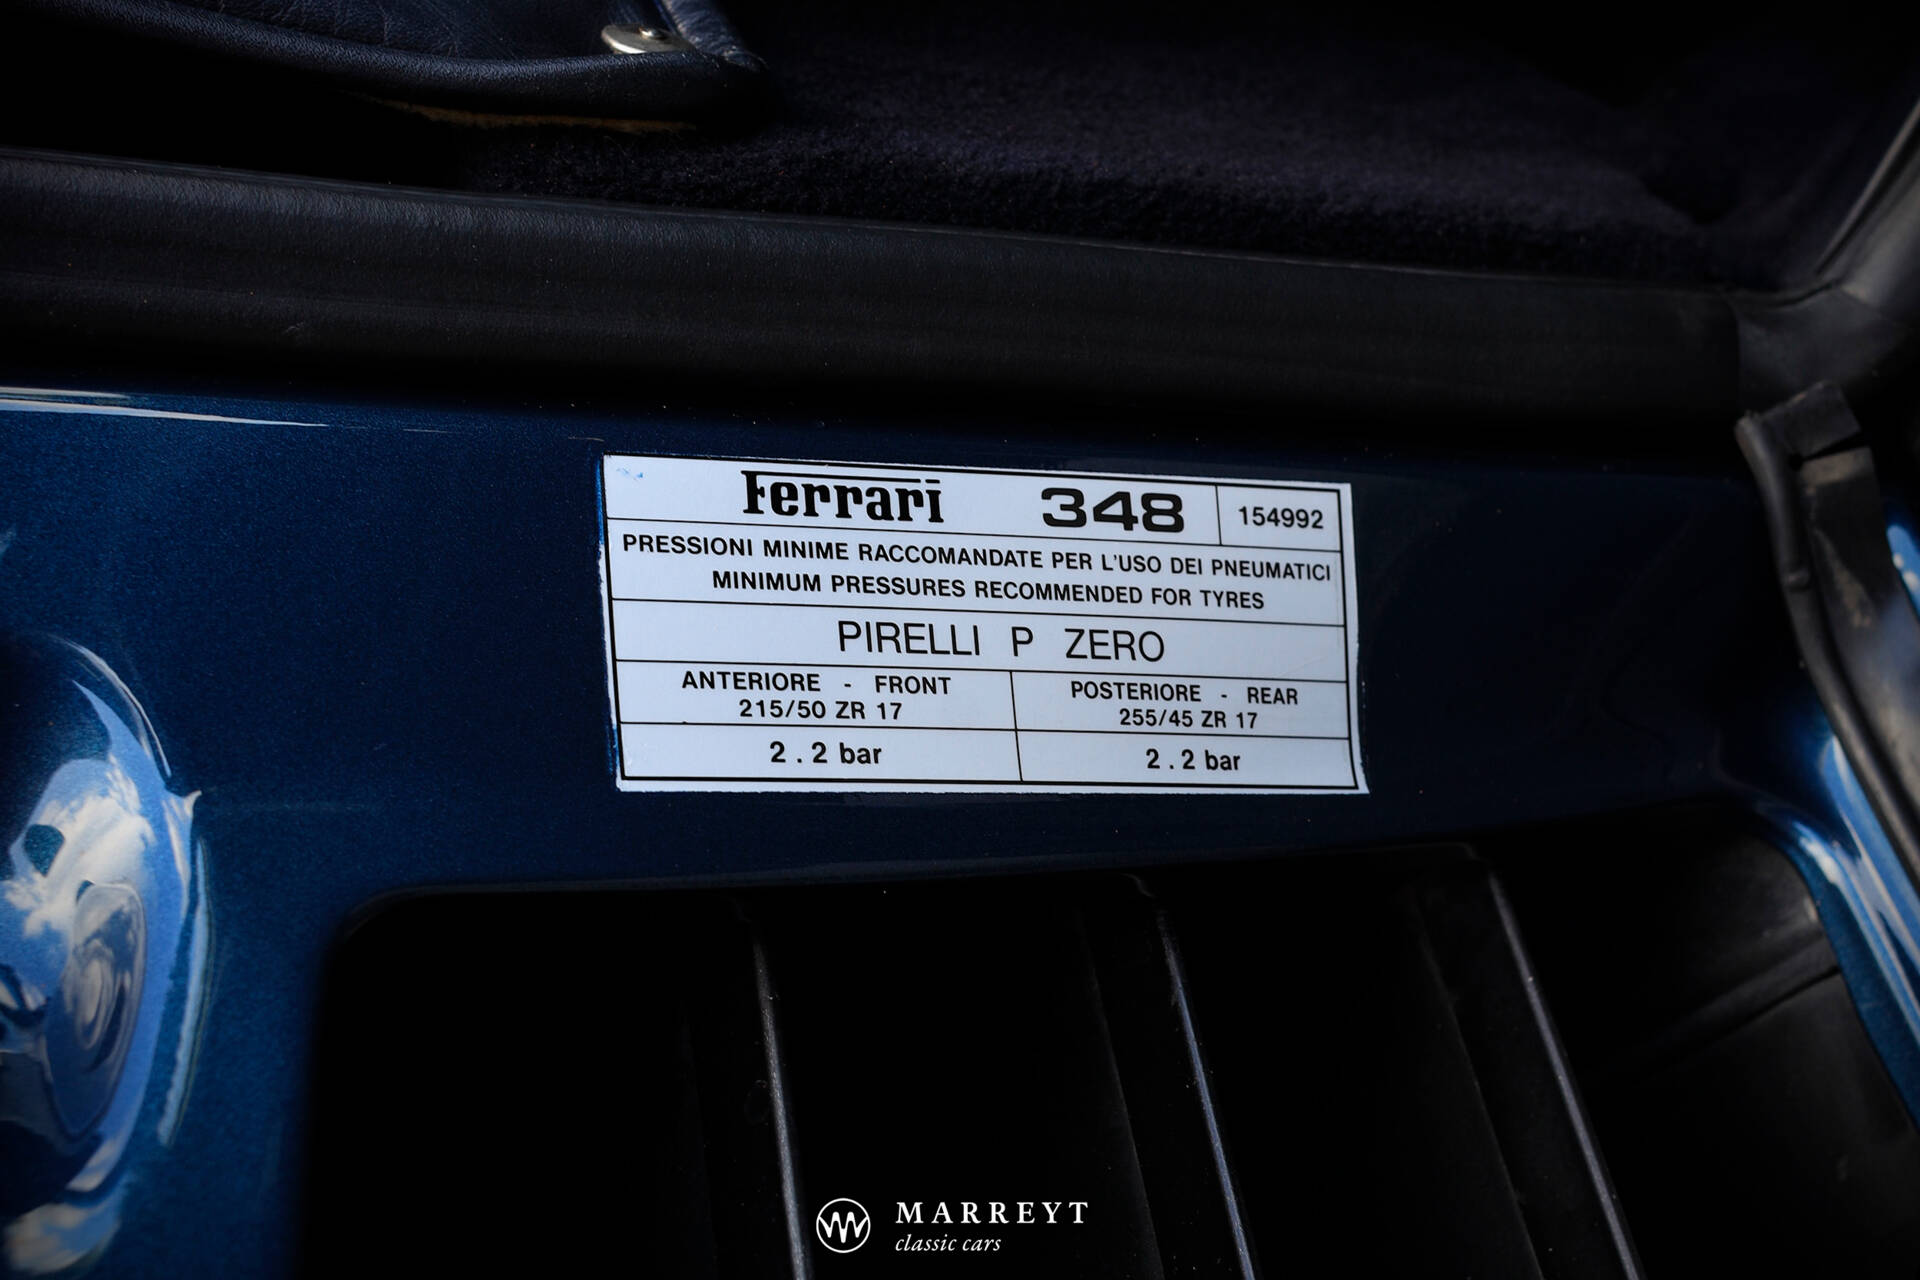 Ferrari 348 154992
PRESSIONI MINIME RACCOMANDATE PER L'USO DEI PNEUMATICI
MINIMUM PRESSURES RECOMMENDED FOR TYRES
PIRELLI P ZERO
ANTERIORE - FRONT
215/50 ZR 17
POSTERIORE - REAR
255/45 ZR 17
2.2 bar
2.2 bar
MARREYT
classic cars